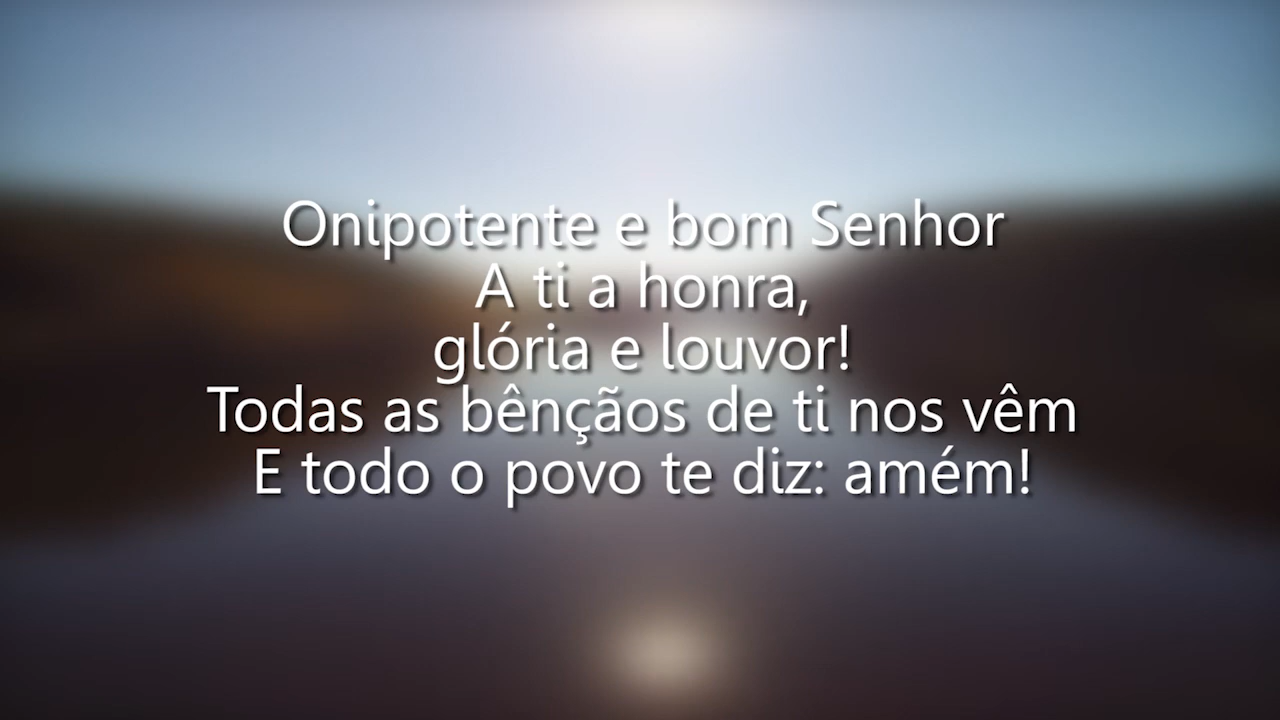 Onipotente e bom Senhor
A ti a honra,
glória e louvor!
Todas as bênçãos de ti nos vêm
E todo o povo te diz: amém!